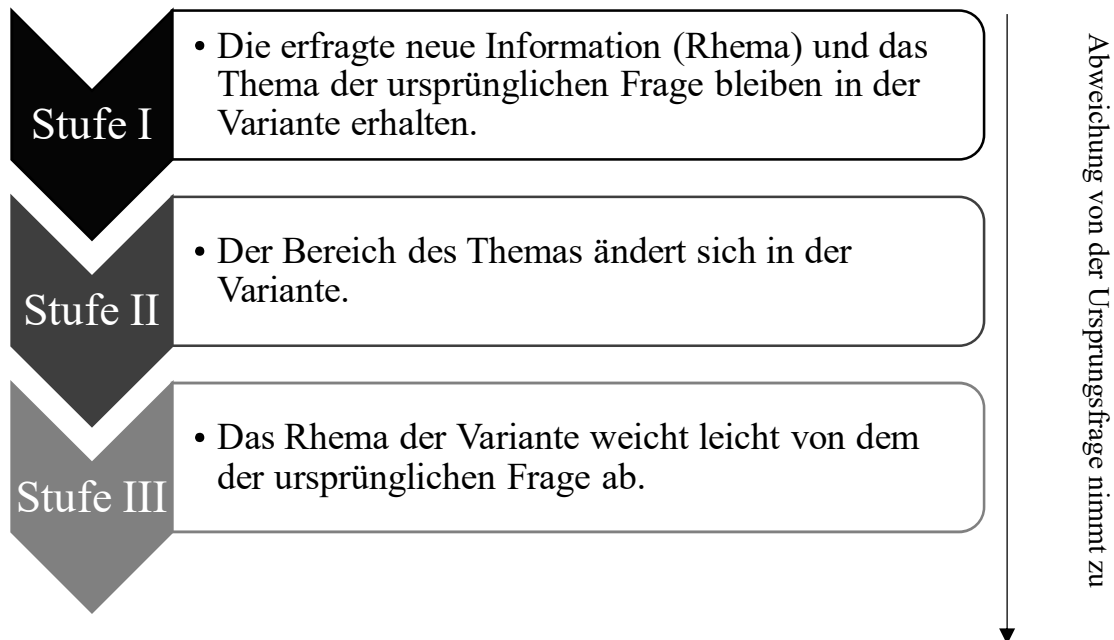 Stufe I
• Die erfragte neue Information (Rhema) und das
Thema der ursprünglichen Frage bleiben in der
Variante erhalten.
Stufe II
• Der Bereich des Themas ändert sich in der
Variante.
Stufe III
• Das Rhema der Variante weicht leicht von dem
der ursprünglichen Frage ab.
Abweichung von der Ursprungsfrage nimmt zu